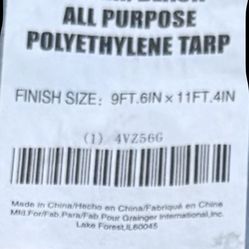 ALL PURPOSE
POLYETHYLENE TARP
FINISH SIZE: 9FT.6IN × 11FT.4IN
(1) 4VZ56G
Made in China/Hecho en China/Fabriqué en Chine
Mfd.For/Fab.Para/Fab.Pour Grainger International,Inc.
Lake Forest,IL60045